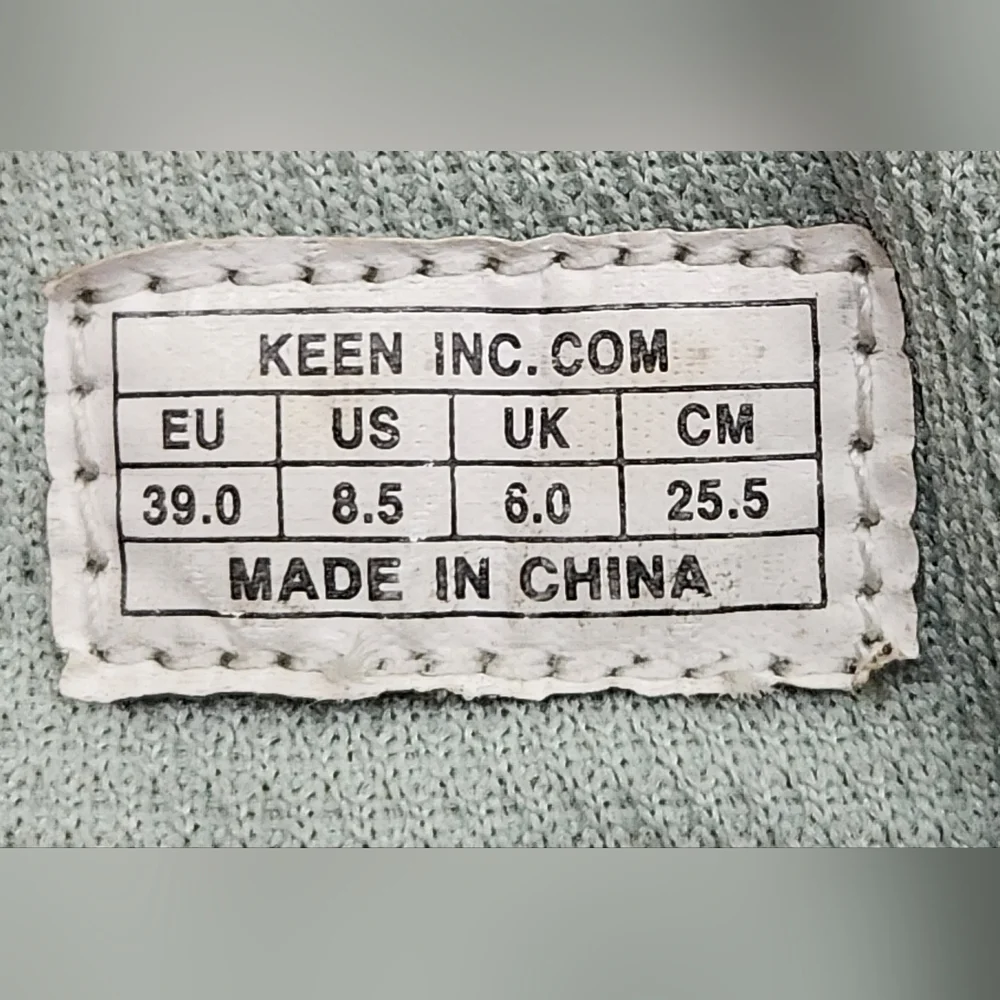 KEEN INC. COM
EU US UK CM
39.0 8.5 6.0 25.5
MADE IN CHINA